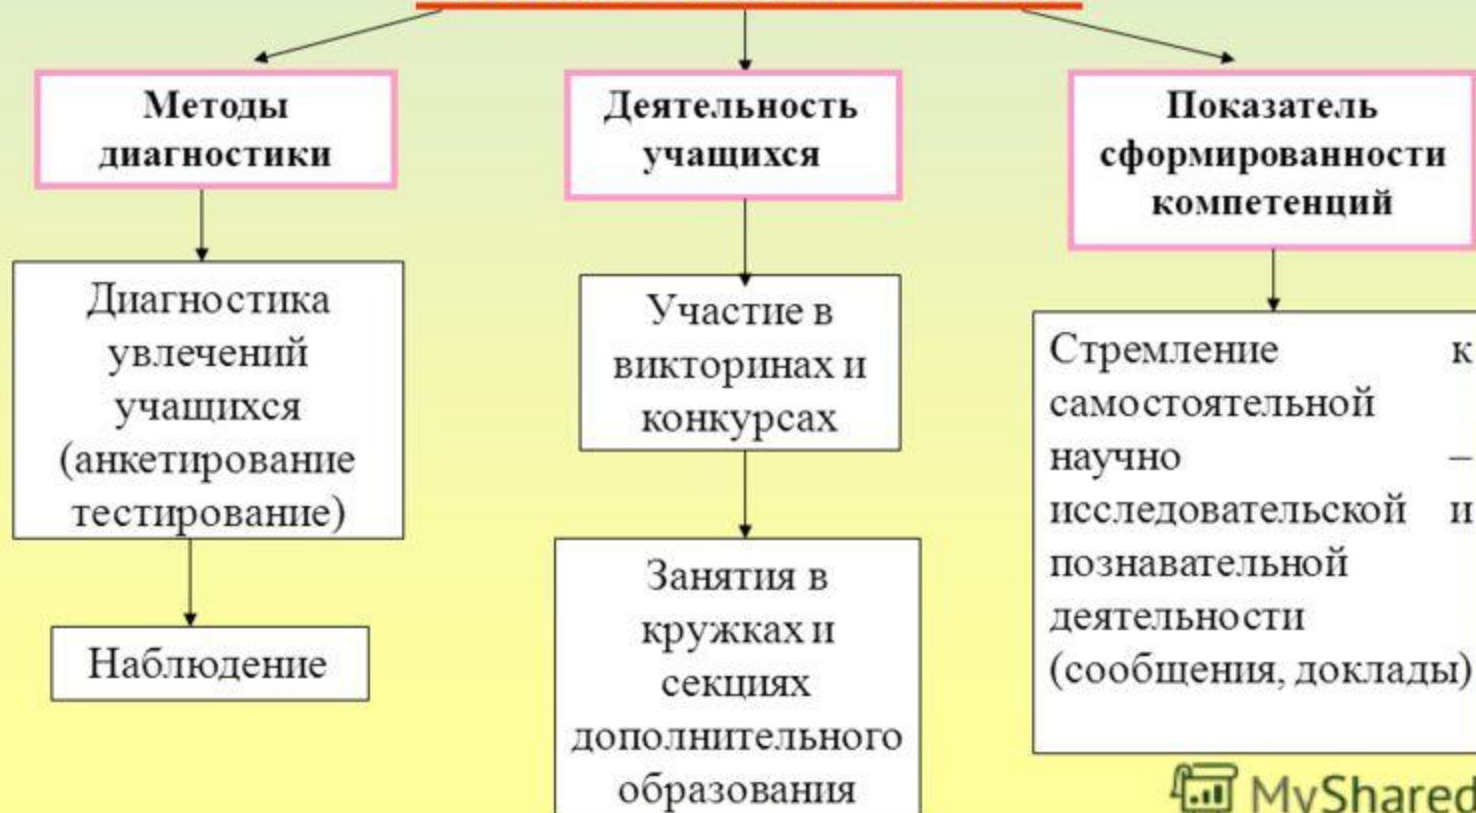 Методы
диагностики
Диагностика
увлечений
учащихся
(анкетирование
тестирование)
Наблюдение
Деятельность
учащихся
Участие в
викторинах и
конкурсах
Занятия в
кружках и
секциях
дополнительного
образования
Показатель
сформированности
компетенций
Стремление к
самостоятельной
научно –
исследовательской и
познавательной
деятельности
(сообщения, доклады)
MyShared